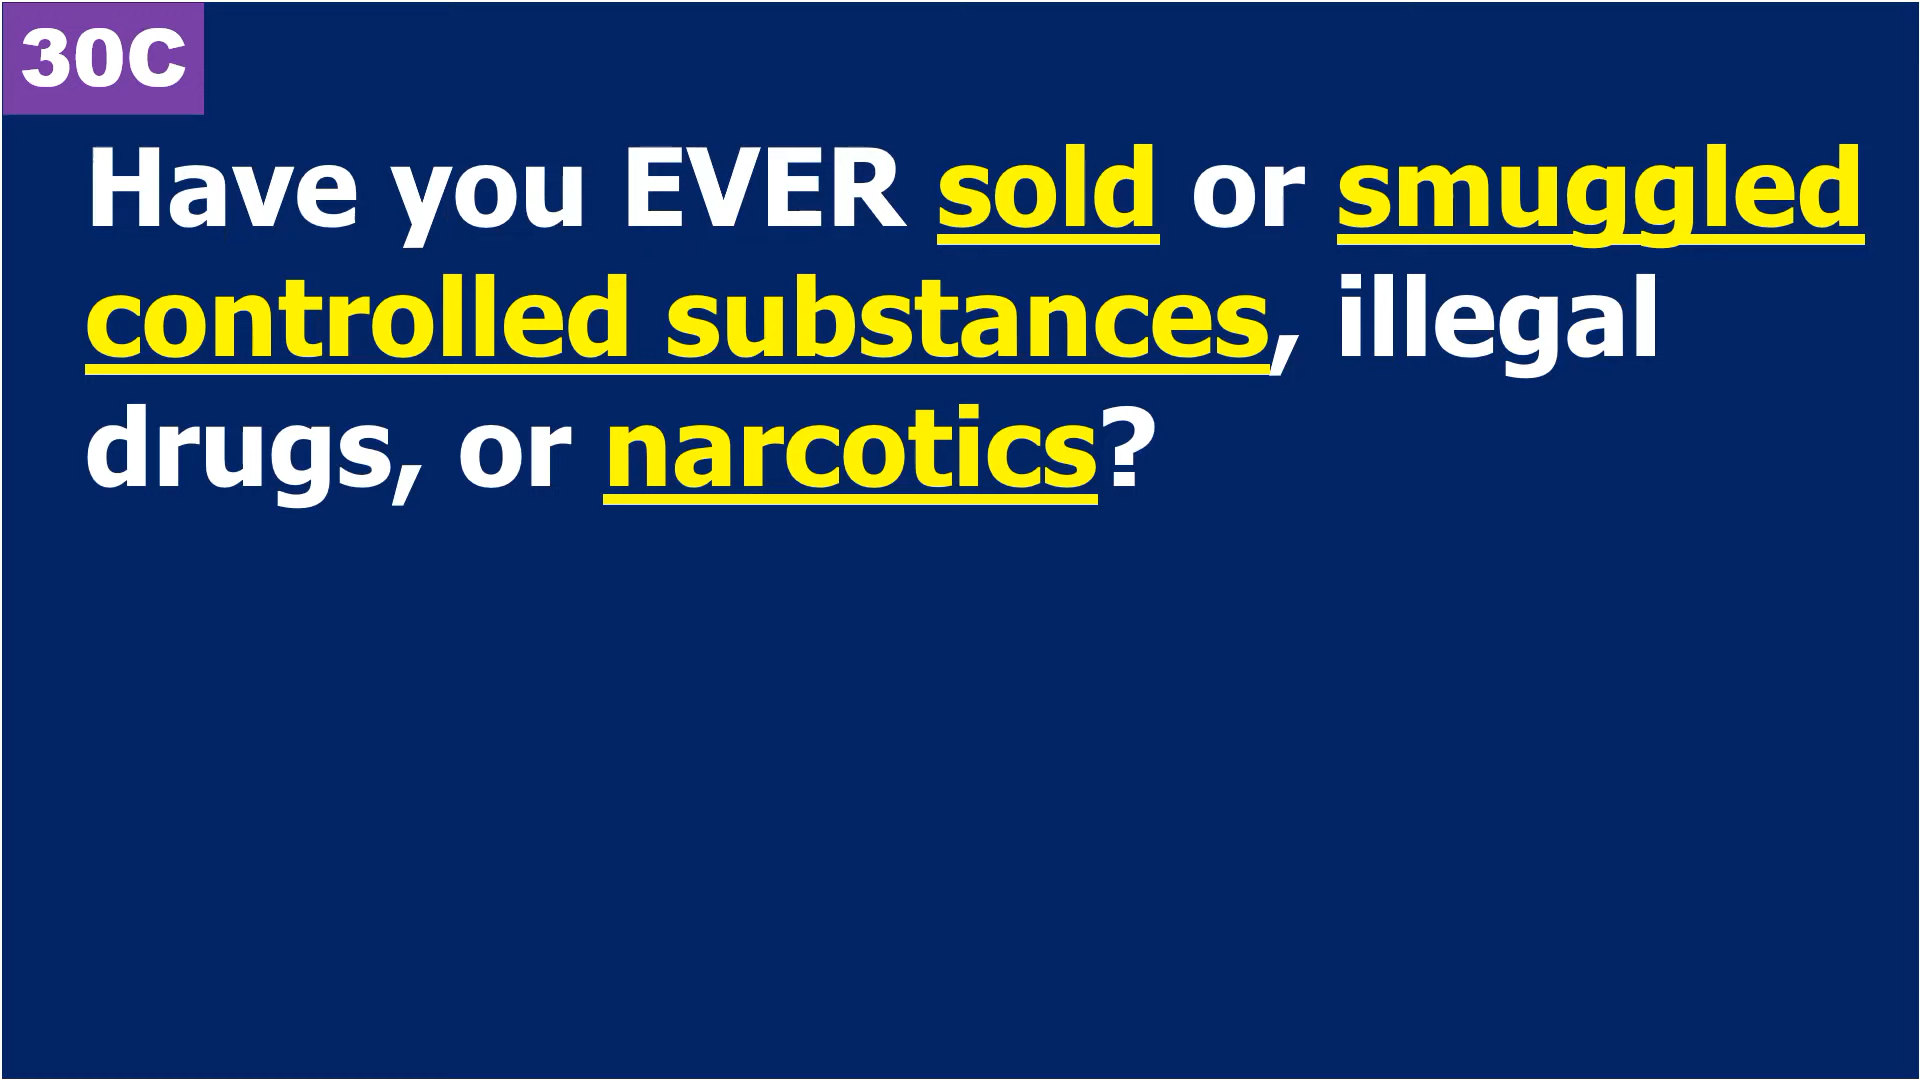 30C
Have you EVER sold or smuggled
controlled substances, illegal
drugs, or narcotics?